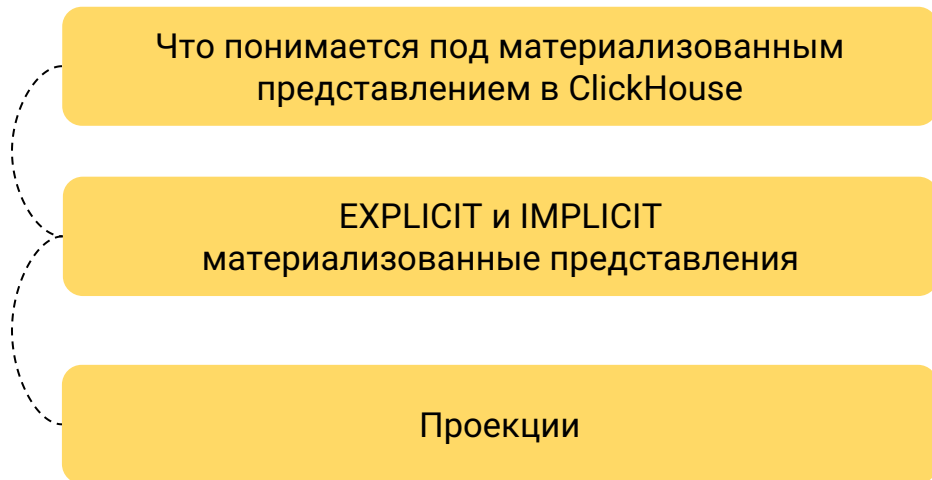 Что понимается под материализованным
представлением в ClickHouse
EXPLICIT и IMPLICIT
материализованные представления
Проекции